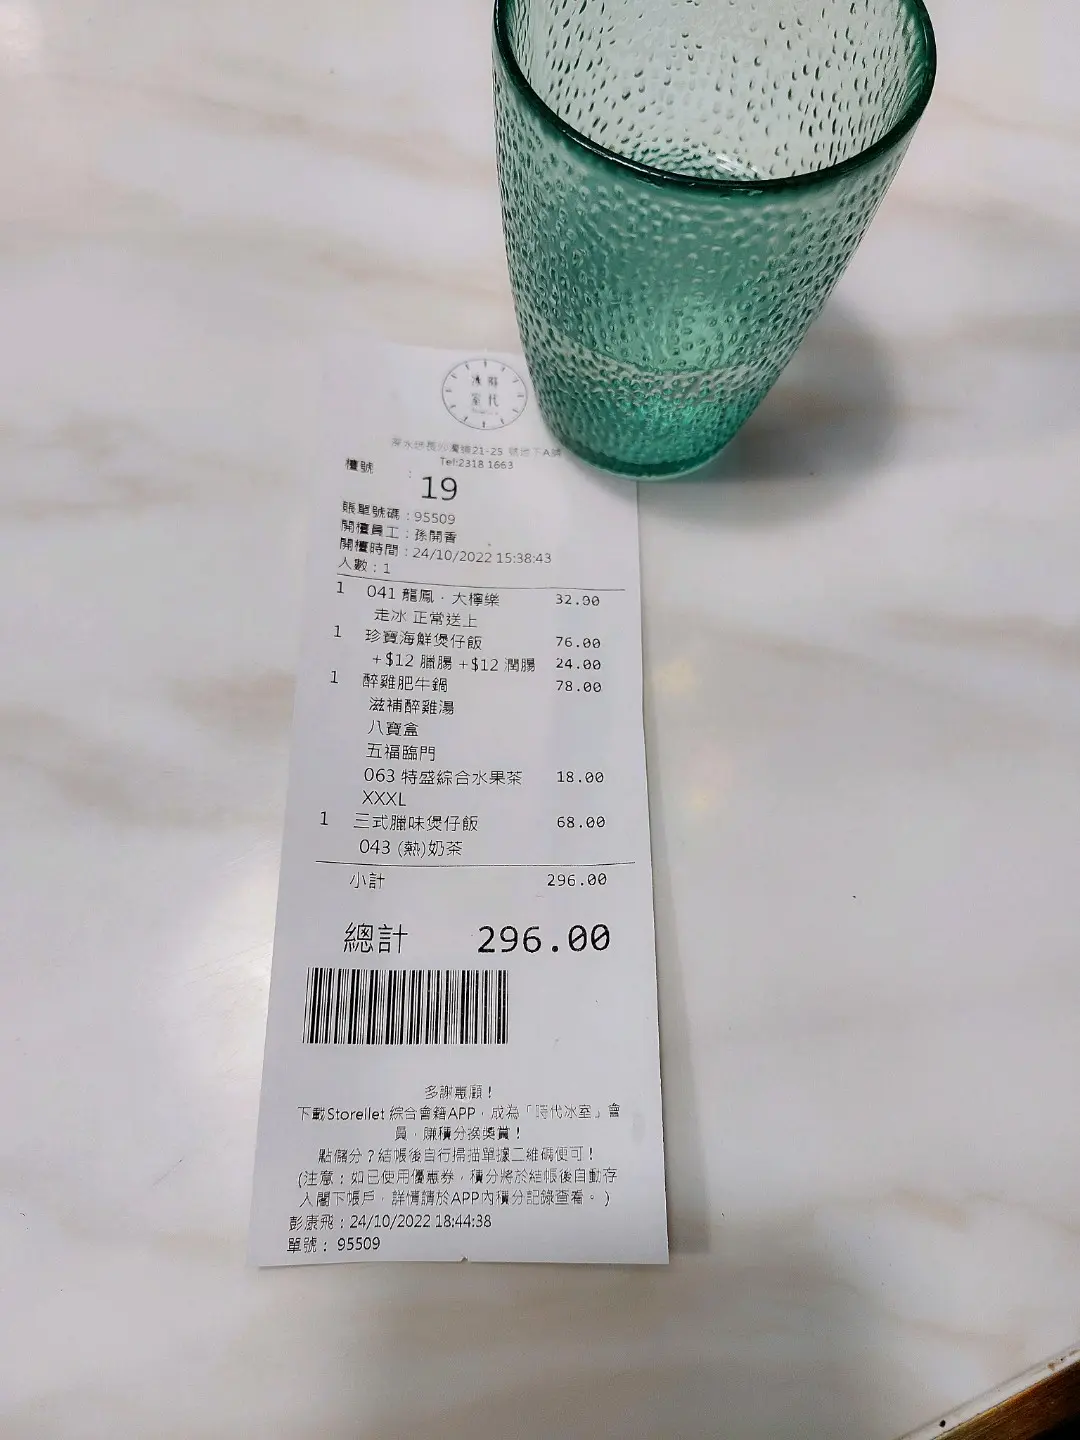 時代
冰室
21-25 號地下A舖
Tel:2318 1663
檯號 :
19
賬單號碼 : 95509
開檯員工 : 孫開香
開檯時間 : 24/10/2022 15:38:43
人數 : 1
1 041 龍鳳．大檸樂 32.00
走冰 正常送上
1 珍寶海鮮煲仔飯 76.00
+$12 臘腸 +$12 潤腸 24.00
1 醉雞肥牛鍋 78.00
滋補醉雞湯
八寶盒
五福臨門
063 特盛綜合水果茶 18.00
XXXL
1 三式臘味煲仔飯 68.00
043 (熱)奶茶
小計 296.00
總計 296.00
多謝惠顧！
下載Storellet 綜合會籍APP，成為「時代冰室」會
員，賺積分換獎賞！
點儲分？結帳後自行掃描單據二維碼便可！
(注意：如已使用優惠券，積分將於結帳後自動存
入閣下帳戶，詳情請於APP內積分記錄查看。)
彭康飛 : 24/10/2022 18:44:38
單號 : 95509